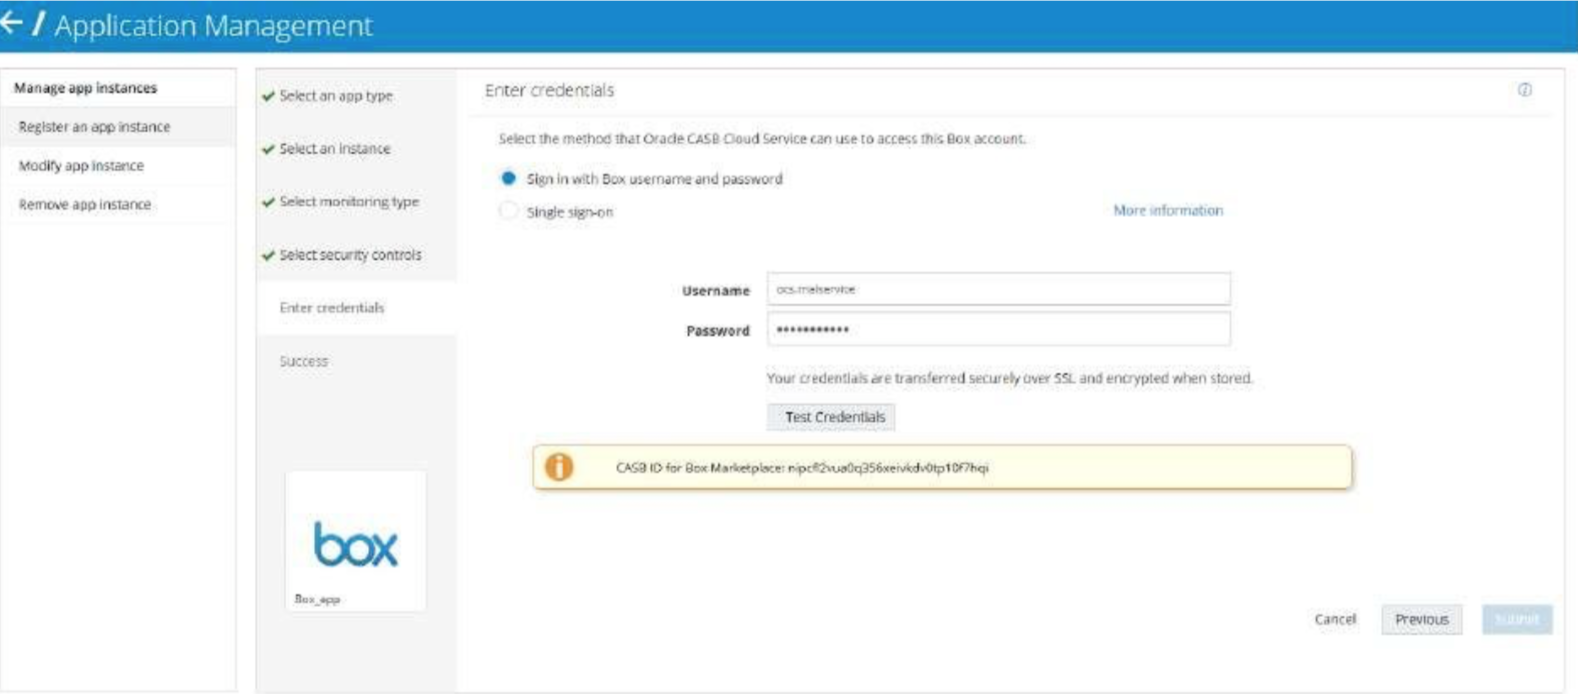 / Application Management
Manage app instances
Register an app instance
Modify app instance
Remove app instance
Select an app type
Select an instance
Select monitoring type
Select security controls
Enter credentials
Success
box
Box_app
Enter credentials
Select the method that Oracle CASB Cloud Service can use to access this Box account.
Sign in with Box username and password
Single sign-on
More information
Username
Password ***********
Your credentials are transferred securely over SSL and encrypted when stored.
Test Credentials
CASB ID for Box Marketplace:
Cancel
Previous
Submit